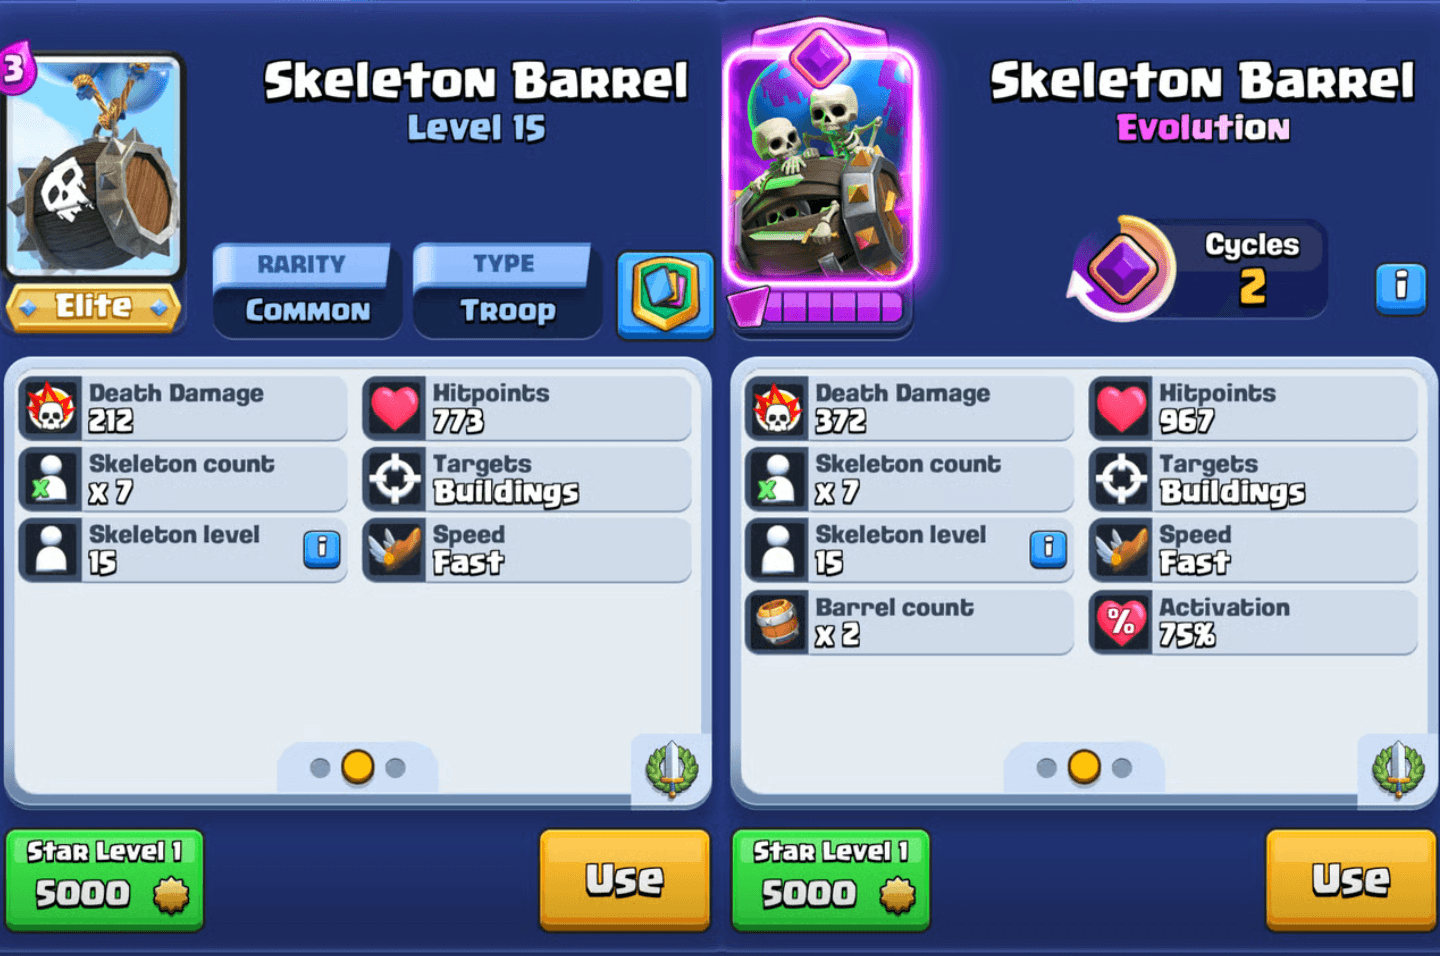 3
Skeleton Barrel
Level 15
Elite
RARITY
Common
TYPE
Troop
Death Damage
212
Hitpoints
773
Skeleton count
x 7
Targets
Buildings
Skeleton level
15
i
Speed
Fast
Star Level 1
5000
Use
Skeleton Barrel
Evolution
Cycles
2
i
Death Damage
372
Hitpoints
967
Skeleton count
x 7
Targets
Buildings
Skeleton level
15
i
Speed
Fast
Barrel count
x 2
%
Activation
75%
Star Level 1
5000
Use